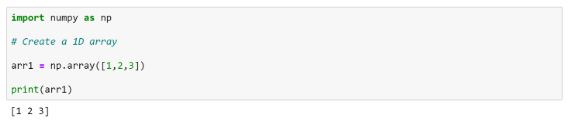 import numpy as np
# Create a 1D array
arr1 = np.array([1,2,3])
print(arr1)
[1 2 3]